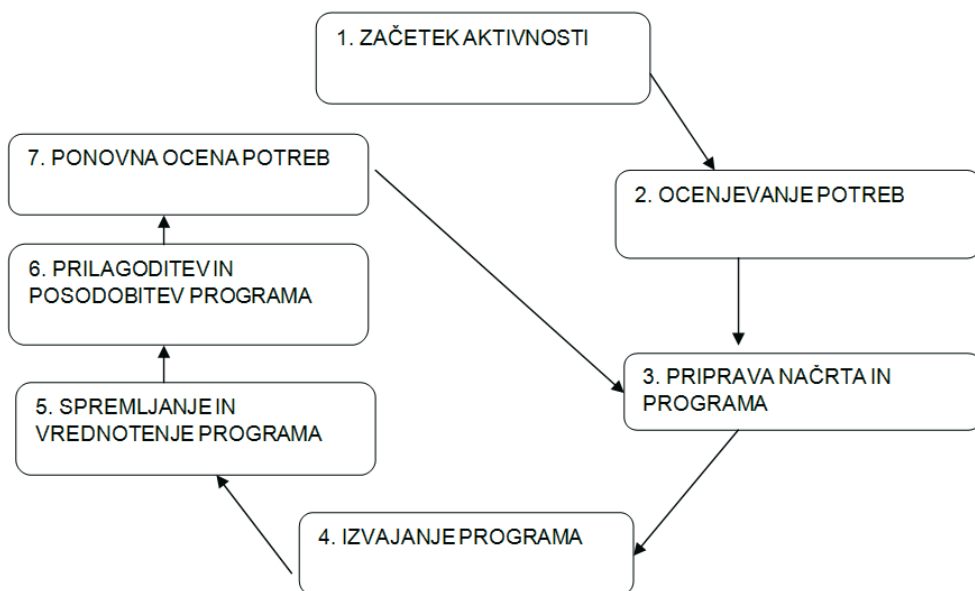 1. ZAČETEK AKTIVNOSTI
2. OCENJEVANJE POTREB
3. PRIPRAVA NAČRTA IN
PROGRAMA
4. IZVAJANJE PROGRAMA
5. SPREMLJANJE IN
VREDNOTENJE PROGRAMA
6. PRILAGODITEV IN
POSODOBITEV PROGRAMA
7. PONOVNA OCENA POTREB